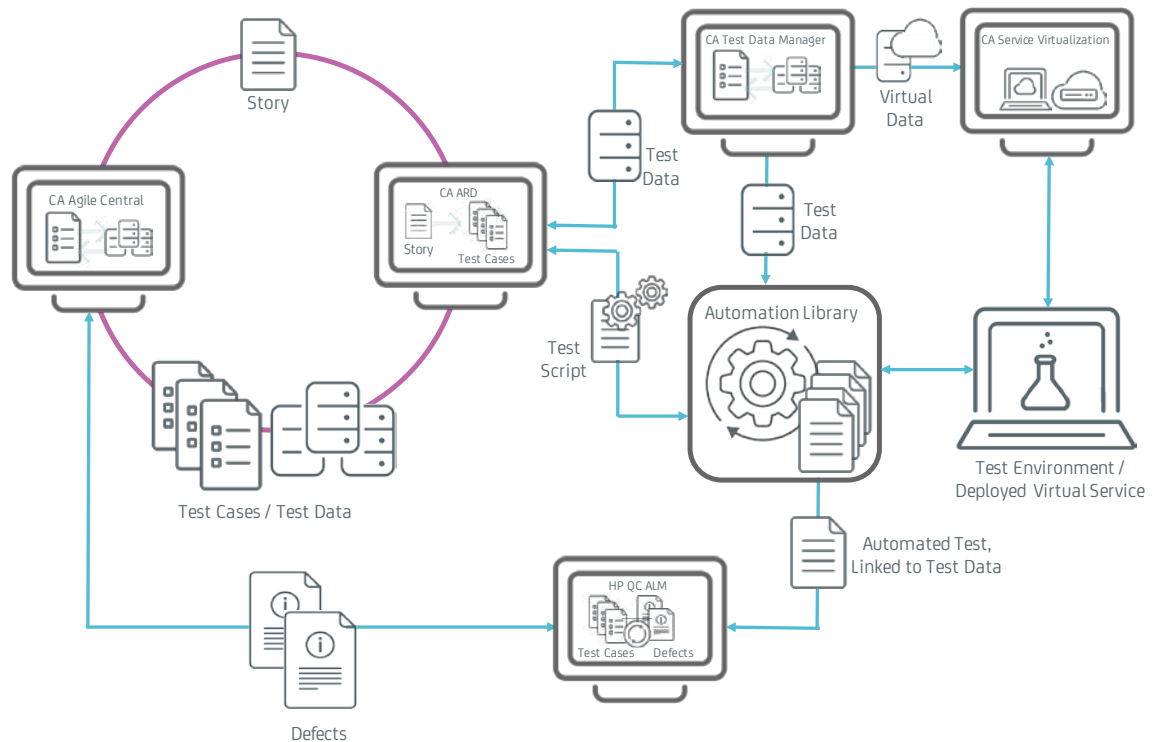 Story
CA Agile Central
CA ARD
Story
Test Cases
Test Cases / Test Data
Test
Data
CA Test Data Manager
Virtual
Data
CA Service Virtualization
Test
Data
Test
Script
Automation Library
Test Environment /
Deployed Virtual Service
Automated Test,
Linked to Test Data
HP QC ALM
Test Cases
Defects
Defects